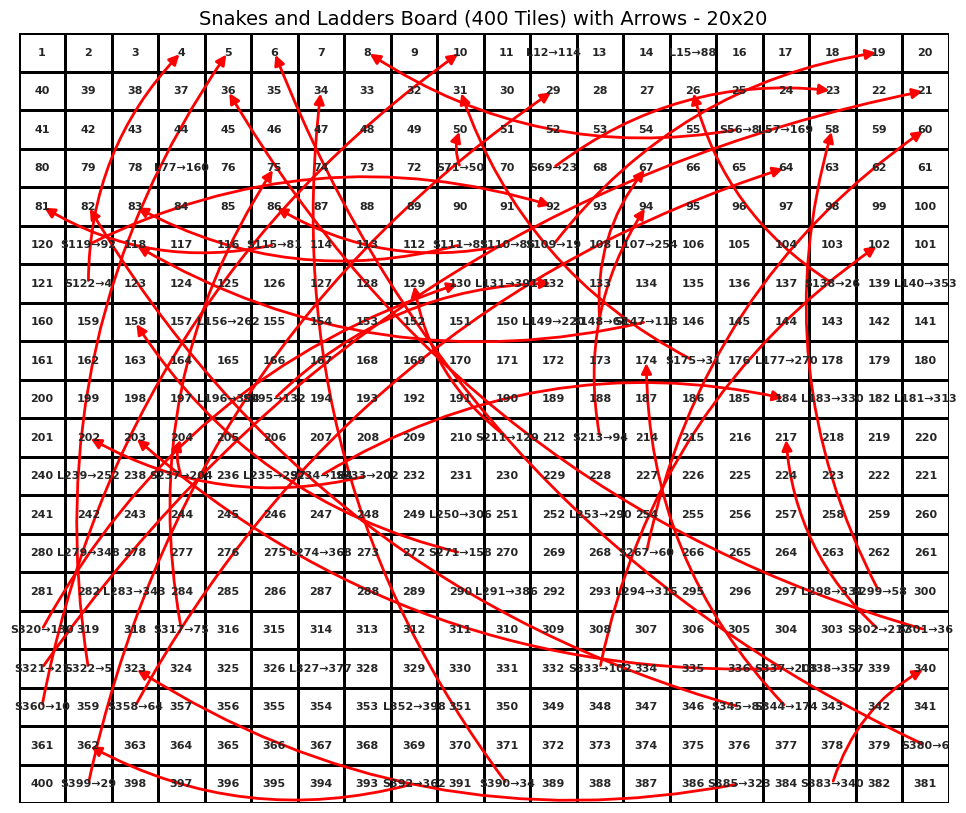 Snakes and Ladders Board (400 Tiles) with Arrows - 20x20
1 2 3 4 5 6 7 8 9 10 11 L12→114 13 14 L15→88 16 17 18 19 20
40 39 38 37 36 35 34 33 32 31 30 29 28 27 26 25 24 23 22 21
41 42 43 44 45 46 47 48 49 50 51 52 53 54 55 S56→8 L57→169 58 59 60
80 79 78 L77→160 76 75 74 73 72 S71→50 70 S69→23 68 67 66 65 64 63 62 61
81 82 83 84 85 86 87 88 89 90 91 92 93 94 95 96 97 98 99 100
120 S119→92 118 117 116 S115→81 114 113 112 S111→83 S110→86 S109→19 108 L107→254 106 105 104 103 102 101
121 S122→4 123 124 125 126 127 128 129 130 L131→391 132 133 134 135 136 137 S138→26 139 L140→353
160 159 158 157 L156→262 155 154 153 152 151 150 L149→220 S148→67 S147→118 146 145 144 143 142 141
161 162 163 164 165 166 167 168 169 170 171 172 173 174 S175→31 176 L177→270 178 179 180
200 199 198 197 S195→132 194 193 192 191 190 189 188 187 186 185 184 L183→330 182 L181→313
201 202 203 204 205 206 207 208 209 210 S211→129 212 S213→94 214 215 216 217 218 219 220
240 L239→252 238 S237→204 236 S234→184 S233→202 232 231 230 229 228 227 226 225 224 223 222 221
241 242 243 244 245 246 247 248 249 L250→306 251 252 L253→290 254 255 256 257 258 259 260
280 L279→348 278 277 276 275 L274→368 273 272 S271→158 270 269 268 S267→60 266 265 264 263 262 261
281 282 L283→343 284 285 286 287 288 289 290 L291→386 292 293 L294→315 295 296 297 S299→58 300
S320→130 319 318 S317→75 316 315 314 313 312 311 310 309 308 307 306 305 304 303 S302→217 S301→36
S321→21 S322→5 323 324 325 326 L327→377 328 329 330 331 332 S333→102 334 335 336 S337→203 L338→357 339 340
S360→10 359 S358→64 357 356 355 354 353 L352→398 351 350 349 348 347 346 S345→82 S344→174 343 342 341
361 362 363 364 365 366 367 368 369 370 371 372 373 374 375 376 377 378 379 S380→6
400 S399→29 398 397 396 395 394 393 S392→362 391 S390→34 389 388 387 386 S385→323 384 S383→340 382 381